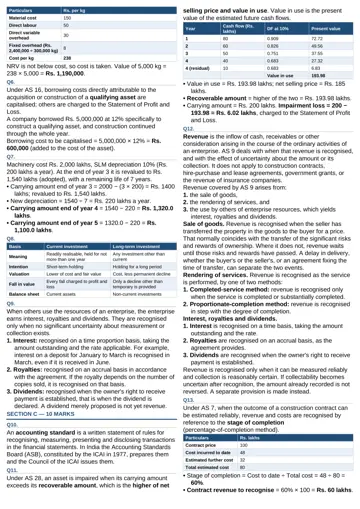 Particulars Rs. per kg
Material cost 150
Direct labour 50
Direct variable overhead 30
Fixed overhead (Rs. 2,400,000 ÷ 300,000 kg) 8
Cost per kg 238
NRV is not below cost, so cost is taken. Value of 5,000 kg =
238 × 5,000 = Rs. 1,190,000.
Q6.
Under AS 16, borrowing costs directly attributable to the
acquisition or construction of a qualifying asset are
capitalised; others are charged to the Statement of Profit
and Loss.
A company borrowed Rs. 5,000,000 at 12% specifically to
construct a qualifying asset, and construction continued
through the whole year.
Borrowing cost to be capitalised = 5,000,000 × 12% = Rs.
600,000 (added to the cost of the asset).
Q7.
Machinery cost Rs. 2,000 lakhs, SLM depreciation 10% (Rs.
200 lakhs a year). At the end of year 3 it is revalued to Rs.
1,540 lakhs (adopted), with a remaining life of 7 years.
• Carrying amount end of year 3 = 2000 − (3 × 200) = Rs. 1400
lakhs; revalued to Rs. 1,540 lakhs.
• New depreciation = 1540 ÷ 7 = Rs. 220 lakhs a year.
• Carrying amount end of year 4 = 1540 − 220 = Rs. 1,320.0
lakhs.
• Carrying amount end of year 5 = 1320.0 − 220 = Rs.
1,100.0 lakhs.
Q8.
Basis Current investment Long-term investment
Meaning Readily realisable, held for not more than one year Any investment other than current
Intention Short term holding Holding for a long period
Valuation Lower of cost and fair value Cost, less permanent decline
Fall in value Every fall charged to profit and loss Only a decline other than temporary is provided
Balance sheet Current assets Non-current investments
Q9.
When others use the resources of an enterprise, the enterprise
earns interest, royalties and dividends. They are recognised
only when no significant uncertainty about measurement or
collection exists.
1. Interest: recognised on a time proportion basis, taking the
amount outstanding and the rate applicable. For example,
interest on a deposit for January to March is recognised in
March, even if it is received in June.
2. Royalties: recognised on an accrual basis in accordance
with the agreement. If the royalty depends on the number of
copies sold, it is recognised on that basis.
3. Dividends: recognised when the owner's right to receive
payment is established, that is when the dividend is
declared. A dividend merely proposed is not yet revenue.
SECTION C — 10 MARKS
Q10.
An accounting standard is a written statement of rules for
recognising, measuring, presenting and disclosing transactions
in the financial statements. In India the Accounting Standards
Board (ASB), constituted by the ICAI in 1977, prepares them
and the Council of the ICAI issues them.
Q11.
Under AS 28, an asset is impaired when its carrying amount
exceeds its recoverable amount, which is the higher of net
selling price and value in use. Value in use is the present
value of the estimated future cash flows.
Year Cash flow (Rs. lakhs) DF at 10% Present value
1 80 0.909 72.72
2 60 0.826 49.56
3 50 0.751 37.55
4 40 0.683 27.32
4 (residual) 10 0.683 6.83
Value in use 193.98
• Value in use = Rs. 193.98 lakhs; net selling price = Rs. 185
lakhs.
• Recoverable amount = higher of the two = Rs. 193.98 lakhs.
• Carrying amount = Rs. 200 lakhs. Impairment loss = 200 −
193.98 = Rs. 6.02 lakhs, charged to the Statement of Profit
and Loss.
Q12.
Revenue is the inflow of cash, receivables or other
consideration arising in the course of the ordinary activities of
an enterprise. AS 9 deals with when that revenue is recognised,
and with the effect of uncertainty about the amount or its
collection. It does not apply to construction contracts,
hire-purchase and lease agreements, government grants, or
the revenue of insurance companies.
Revenue covered by AS 9 arises from:
1. the sale of goods,
2. the rendering of services, and
3. the use by others of enterprise resources, which yields
interest, royalties and dividends.
Sale of goods. Revenue is recognised when the seller has
transferred the property in the goods to the buyer for a price.
That normally coincides with the transfer of the significant risks
and rewards of ownership. Where it does not, revenue waits
until those risks and rewards have passed. A delay in delivery,
whether of the buyer's or the seller's, or an agreement fixing the
time of transfer, can separate the two events.
Rendering of services. Revenue is recognised as the service
is performed, by one of two methods:
1. Completed-service method: revenue is recognised only
when the service is completed or substantially completed.
2. Proportionate-completion method: revenue is recognised
in step with the degree of completion.
Interest, royalties and dividends.
1. Interest is recognised on a time basis, taking the amount
outstanding and the rate.
2. Royalties are recognised on an accrual basis, as the
agreement provides.
3. Dividends are recognised when the owner's right to receive
payment is established.
Revenue is recognised only when it can be measured reliably
and collection is reasonably certain. If collectability becomes
uncertain after recognition, the amount already recorded is not
reversed. A separate provision is made instead.
Q13.
Under AS 7, when the outcome of a construction contract can
be estimated reliably, revenue and costs are recognised by
reference to the stage of completion
(percentage-of-completion method).
Particulars Rs. lakhs
Contract price 100
Cost incurred to date 48
Estimated further cost 32
Total estimated cost 80
• Stage of completion = Cost to date ÷ Total cost = 48 ÷ 80 =
60%.
• Contract revenue to recognise = 60% × 100 = Rs. 60 lakhs.